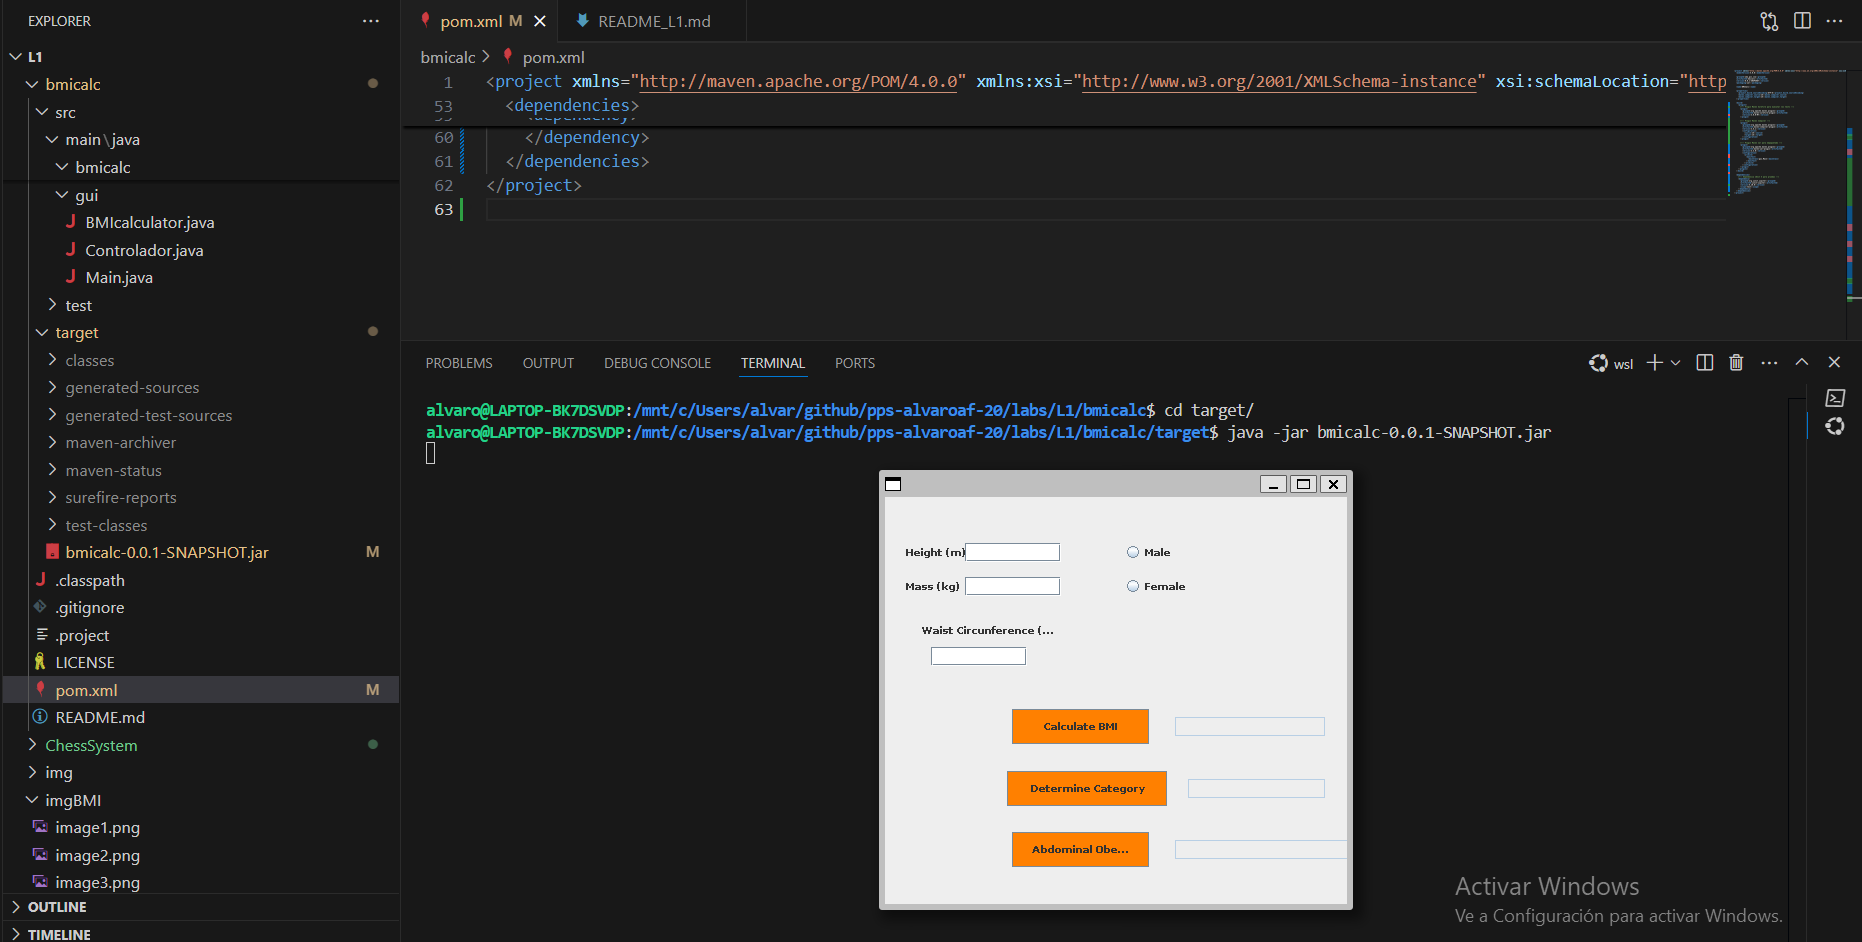 EXPLORER
L1
bmicalc
src
main\java
bmicalc
gui
BMIcalculator.java
Controlador.java
Main.java
test
target
classes
generated-sources
generated-test-sources
maven-archiver
maven-status
surefire-reports
test-classes
bmicalc-0.0.1-SNAPSHOT.jar M
.classpath
.gitignore
.project
LICENSE
pom.xml M
README.md
ChessSystem
img
imgBMI
image1.png
image2.png
image3.png
OUTLINE
TIMELINE
pom.xml M
README_L1.md
bmicalc > pom.xml
1 <project xmlns="http://maven.apache.org/POM/4.0.0" xmlns:xsi="http://www.w3.org/2001/XMLSchema-instance" xsi:schemaLocation="http
53 <dependencies>
60 </dependency>
61 </dependencies>
62 </project>
63
PROBLEMS OUTPUT DEBUG CONSOLE TERMINAL PORTS
wsl
alvaro@LAPTOP-BK7DSVDP:/mnt/c/Users/alvar/github/pps-alvaroaf-20/labs/L1/bmicalc$ cd target/
alvaro@LAPTOP-BK7DSVDP:/mnt/c/Users/alvar/github/pps-alvaroaf-20/labs/L1/bmicalc/target$ java -jar bmicalc-0.0.1-SNAPSHOT.jar
Height (m) Male
Mass (kg) Female
Waist Circunference (...
Calculate BMI
Determine Category
Abdominal Obe...
Activar Windows
Ve a Configuración para activar Windows.